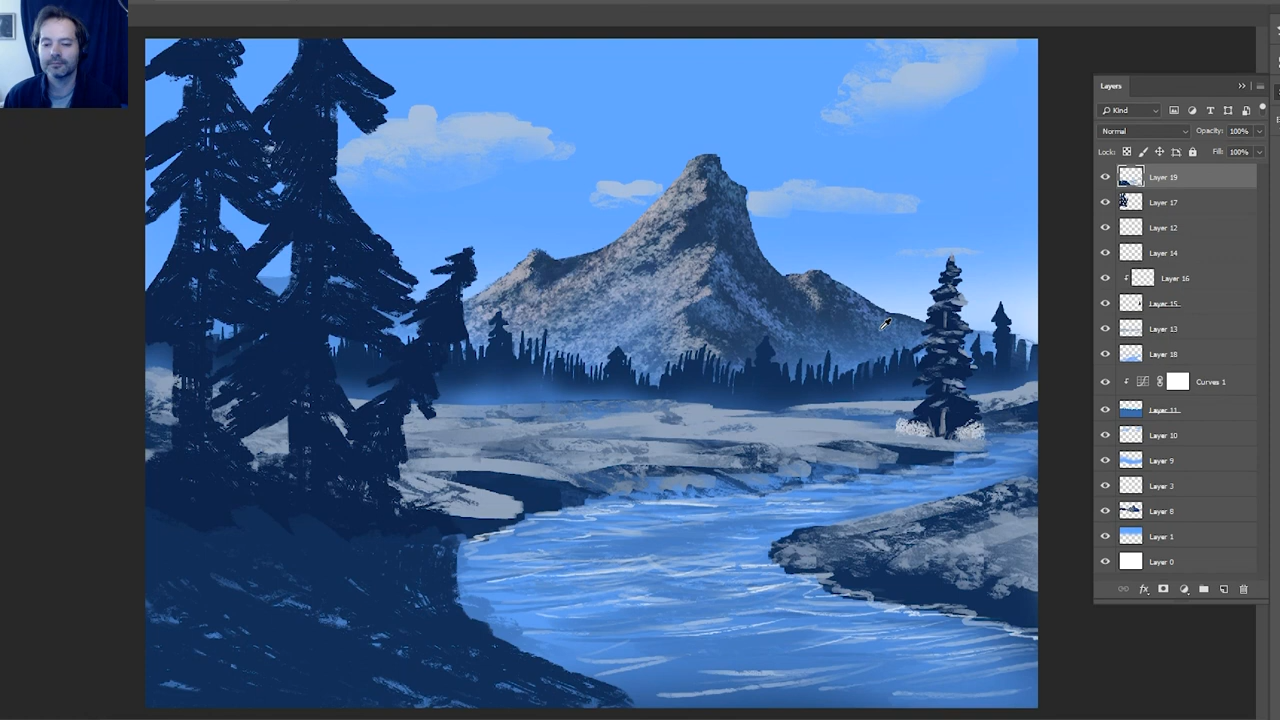 Layers
Kind
Normal Opacity: 100%
Lock: Fill: 100%
Layer 19
Layer 17
Layer 12
Layer 14
Layer 16
Layer 15
Layer 13
Layer 18
Curves 1
Layer 11
Layer 10
Layer 9
Layer 3
Layer 8
Layer 1
Layer 0